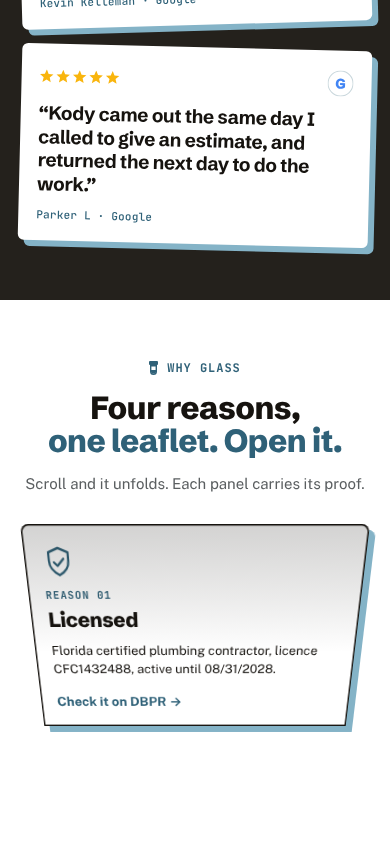 Kevin Kelleman · Google
“Kody came out the same day I
called to give an estimate, and
returned the next day to do the
work.”
G
Parker L · Google
WHY GLASS
Four reasons,
one leaflet. Open it.
Scroll and it unfolds. Each panel carries its proof.
REASON 01
Licensed
Florida certified plumbing contractor, licence
CFC1432488, active until 08/31/2028.
Check it on DBPR →